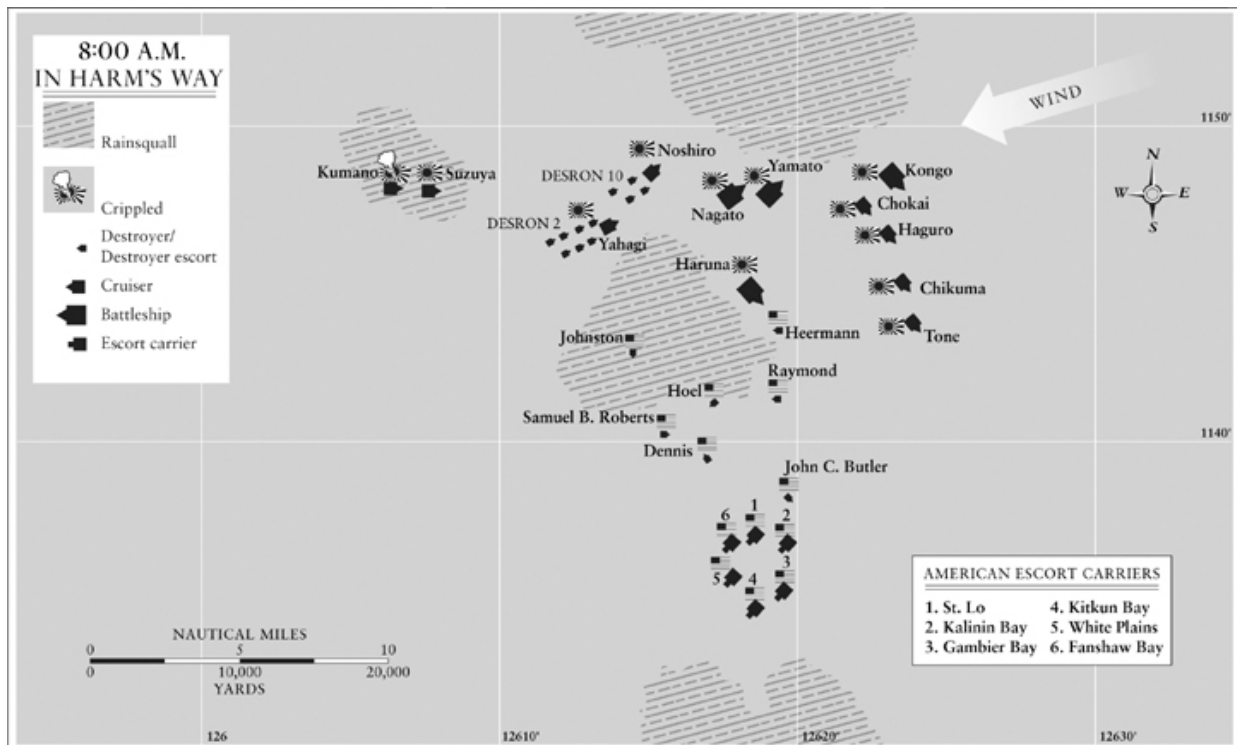 8:00 A.M.
IN HARM'S WAY
Rainsquall
Crippled
Destroyer/
Destroyer escort
Cruiser
Battleship
Escort carrier
WIND
1150'
N
W E
S
Kumano
Suzuya
Noshiro
DESRON 10
Yamato
Nagato
Kongo
Chokai
Haguro
DESRON 2
Yahagi
Haruna
Chikuma
Johnston
Heermann
Tone
Raymond
Hoel
Samuel B. Roberts
Dennis
1140'
John C. Butler
1
6
2
3
5
4
AMERICAN ESCORT CARRIERS
1. St. Lo
2. Kalinin Bay
3. Gambier Bay
4. Kitkun Bay
5. White Plains
6. Fanshaw Bay
NAUTICAL MILES
0 5 10
0 10,000 20,000
YARDS
126
12610'
12620'
12630'